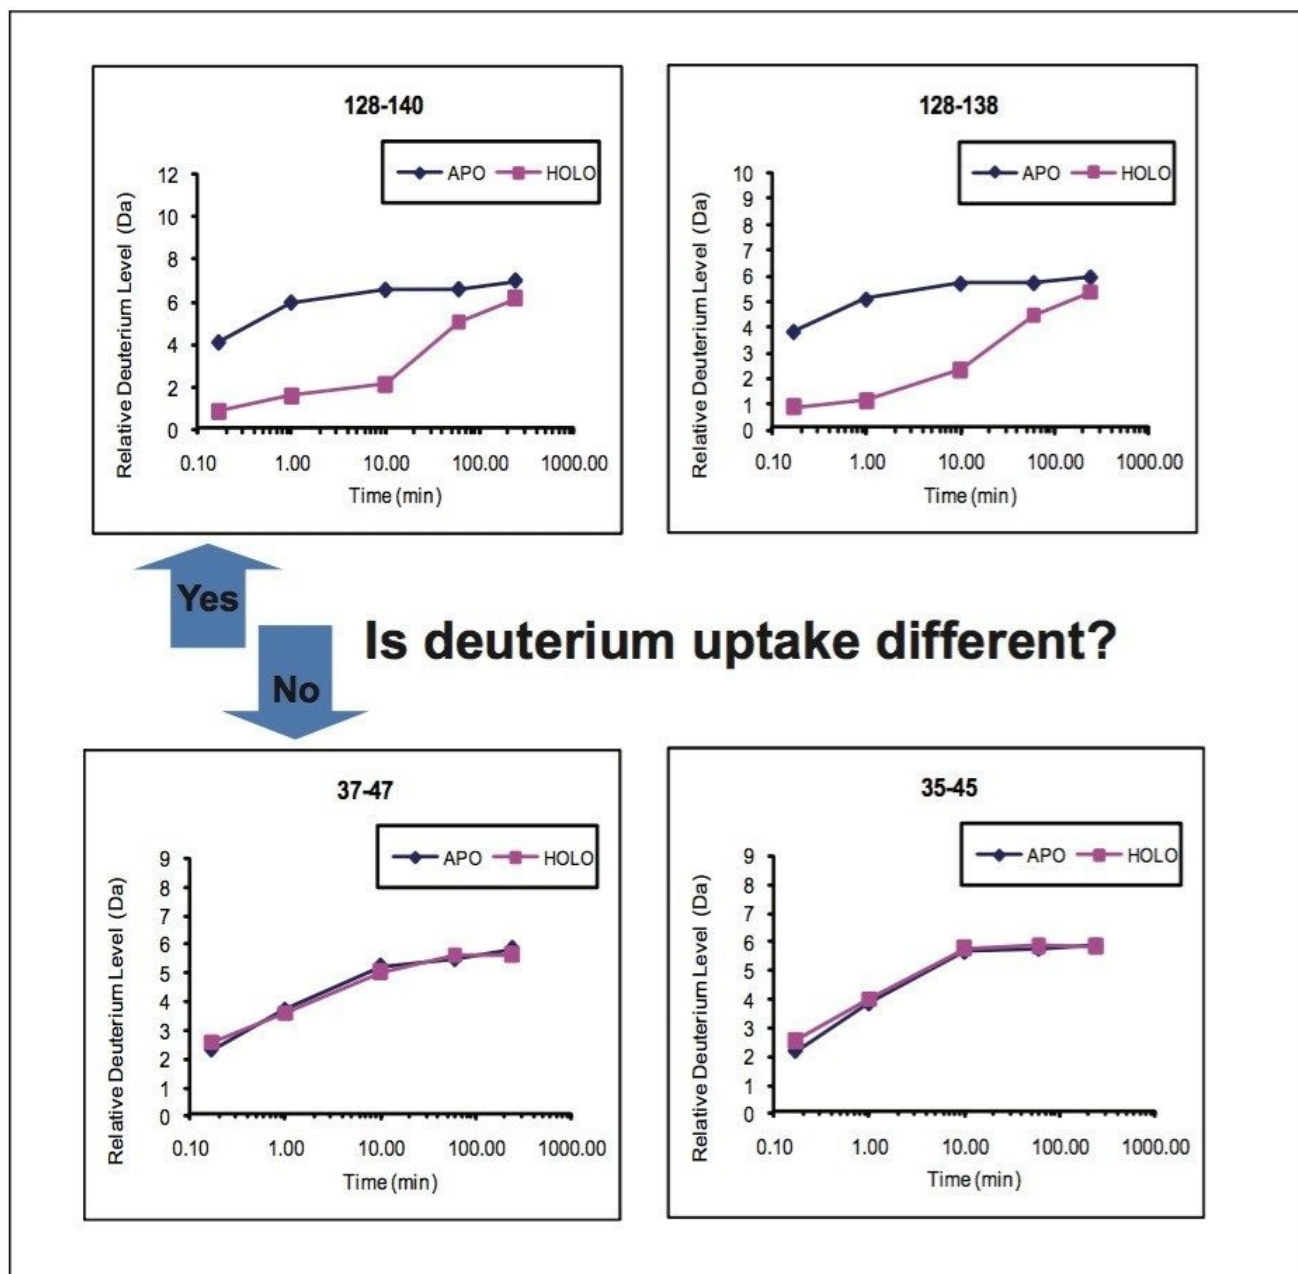 128-140
APO HOLO
Relative Deuterium Level (Da)
12
10
8
6
4
2
0
0.10 1.00 10.00 100.00 1000.00
Time (min)
128-138
APO HOLO
Relative Deuterium Level (Da)
10
9
8
7
6
5
4
3
2
1
0
0.10 1.00 10.00 100.00 1000.00
Time (min)
Yes
Is deuterium uptake different?
No
37-47
APO HOLO
Relative Deuterium Level (Da)
9
8
7
6
5
4
3
2
1
0
0.10 1.00 10.00 100.00 1000.00
Time (min)
35-45
APO HOLO
Relative Deuterium Level (Da)
9
8
7
6
5
4
3
2
1
0
0.10 1.00 10.00 100.00 1000.00
Time (min)